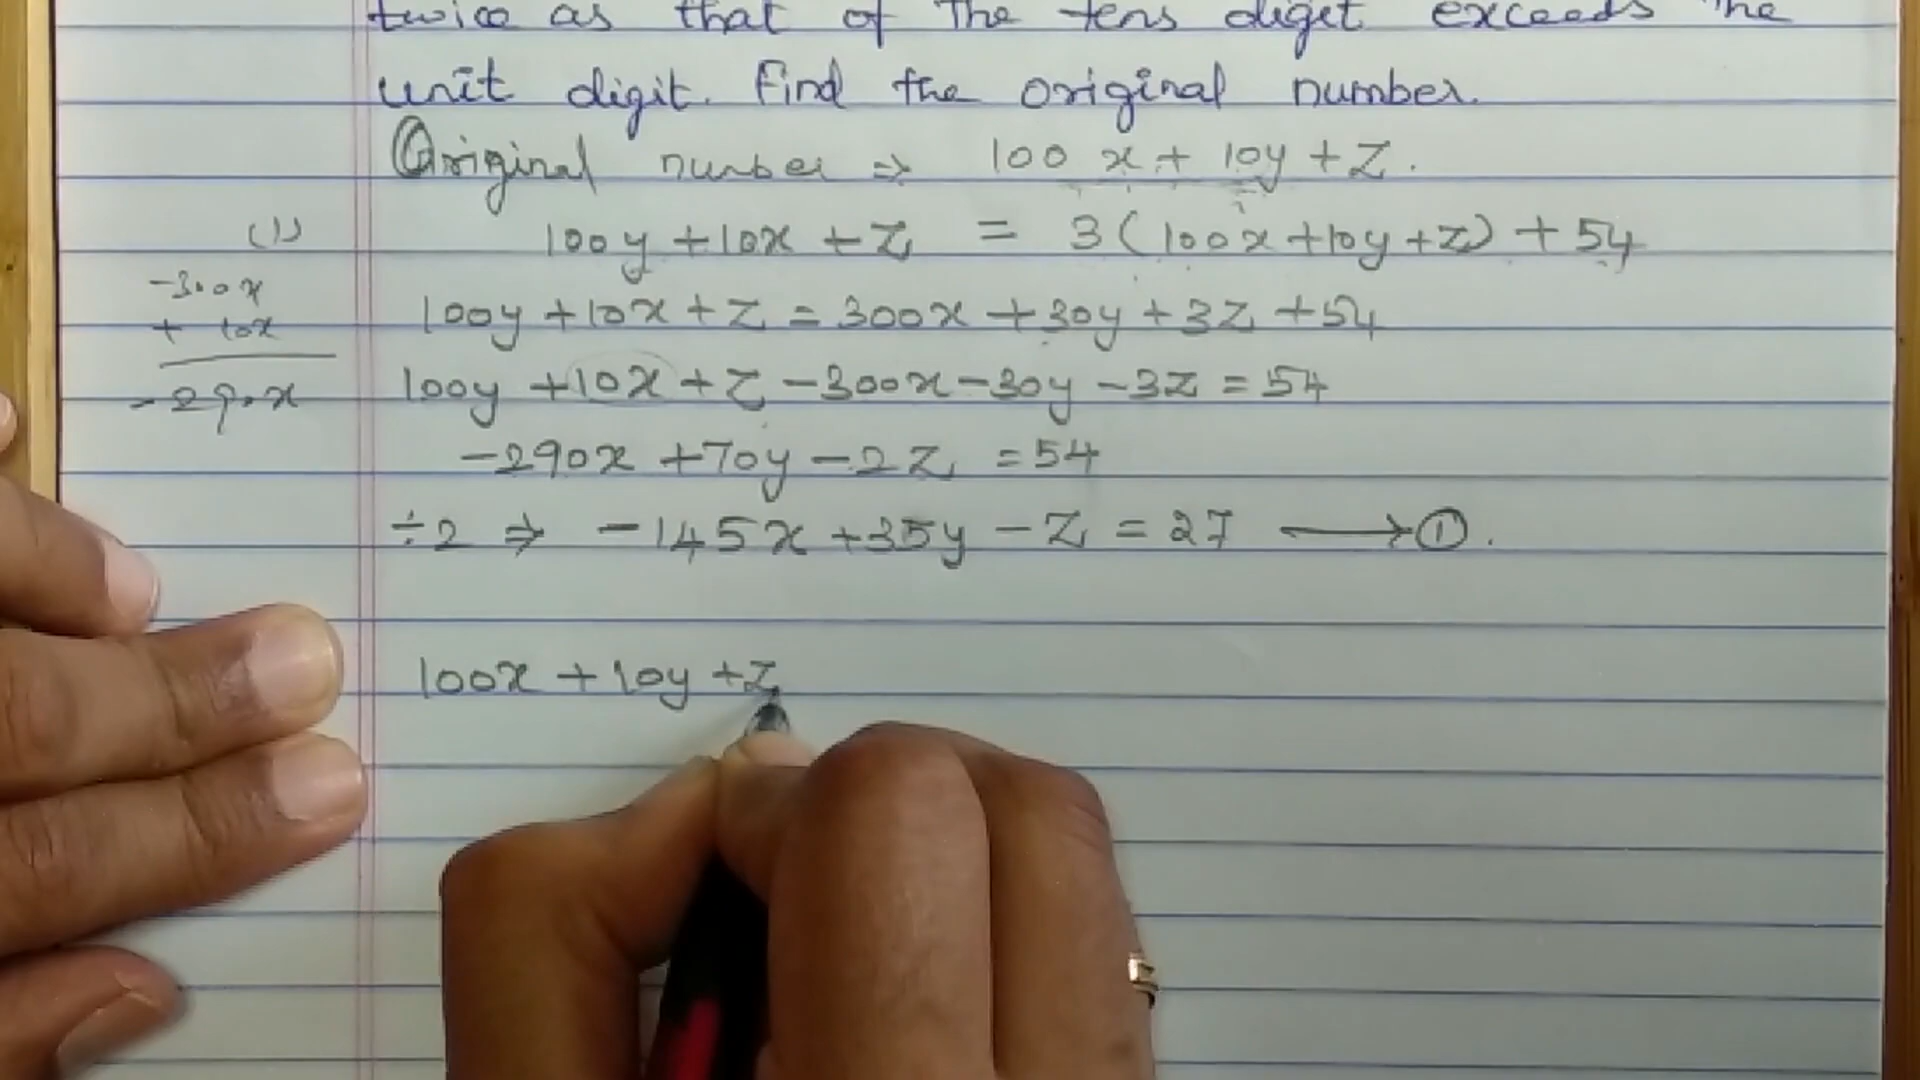 twice as that of The tens digit exceeds The
unit digit. Find the original number.
Original number ⇒ 100x + 10y + z.
(1) 100y + 10x + z = 3(100x + 10y + z) + 54
-300x
+ 10x
-290x
100y + 10x + z = 300x + 30y + 3z + 54
100y + 10x + z - 300x - 30y - 3z = 54
-290x + 70y - 2z = 54
÷2 ⇒ -145x + 35y - z = 27 ⟶ ①.
100x + 10y + z